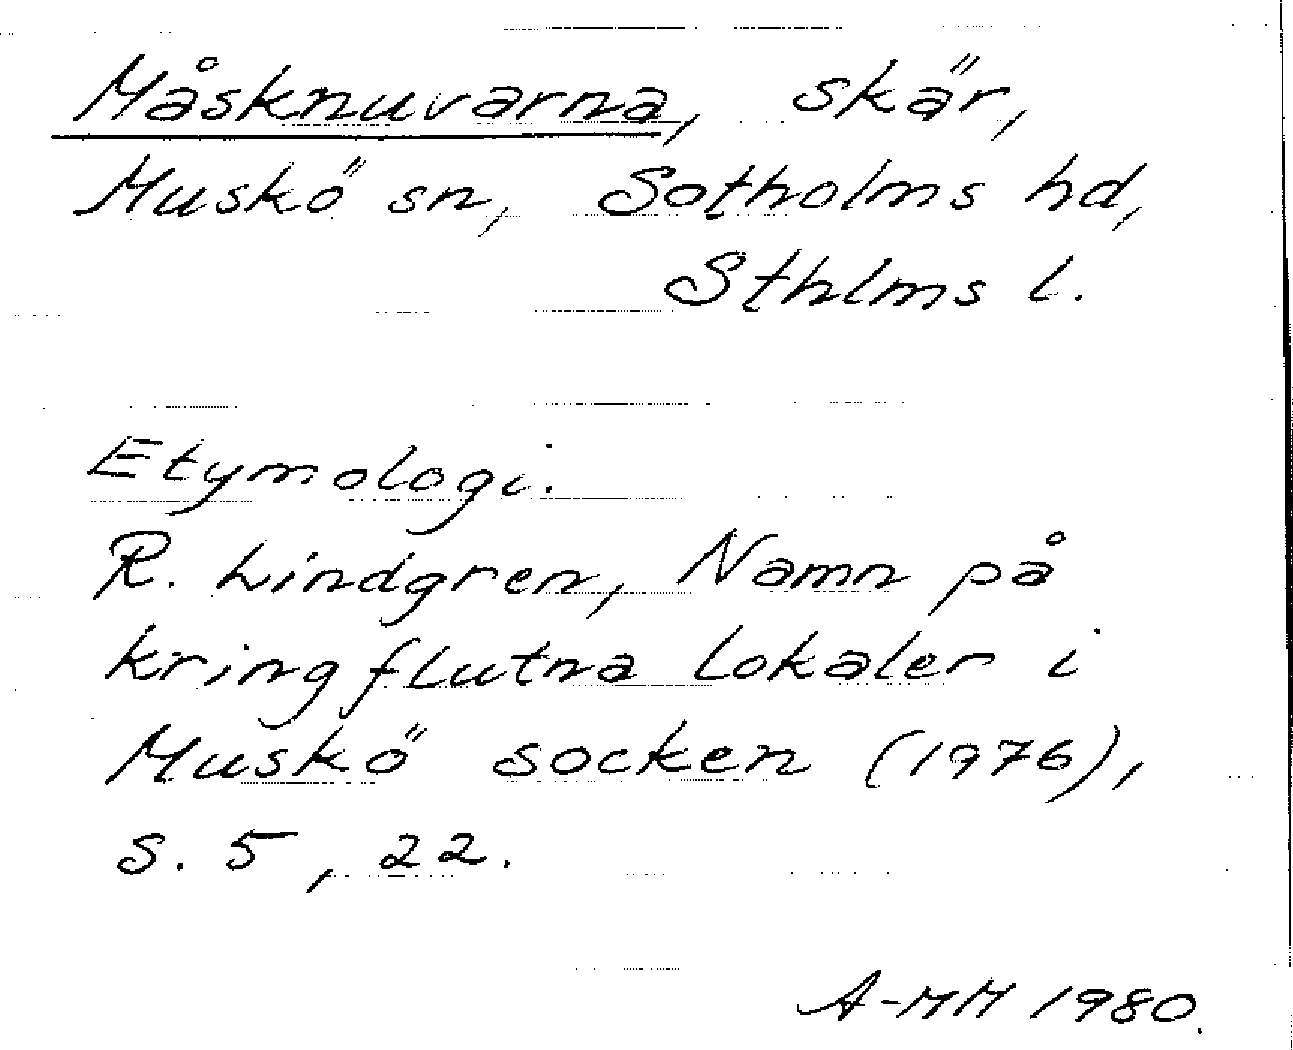 Måsknuvarna, skär,
Muskö sn, Sotholms hd,
Sthlms l.
Etymologi.
R. Lindgren, Namn på
kringflutna lokaler i
Muskö socken (1976),
s. 5, 22.
A-MM 1980.